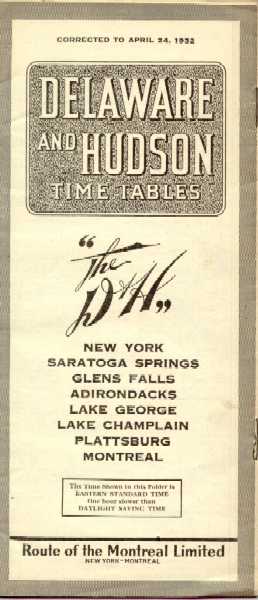 CORRECTED TO APRIL 24, 1932
DELAWARE
AND HUDSON
TIME TABLES
"The
D & H"
NEW YORK
SARATOGA SPRINGS
GLENS FALLS
ADIRONDACKS
LAKE GEORGE
LAKE CHAMPLAIN
PLATTSBURG
MONTREAL
The Time Shown in this Folder is
EASTERN STANDARD TIME
One hour slower than
DAYLIGHT SAVING TIME
Route of the Montreal Limited
NEW YORK-MONTREAL